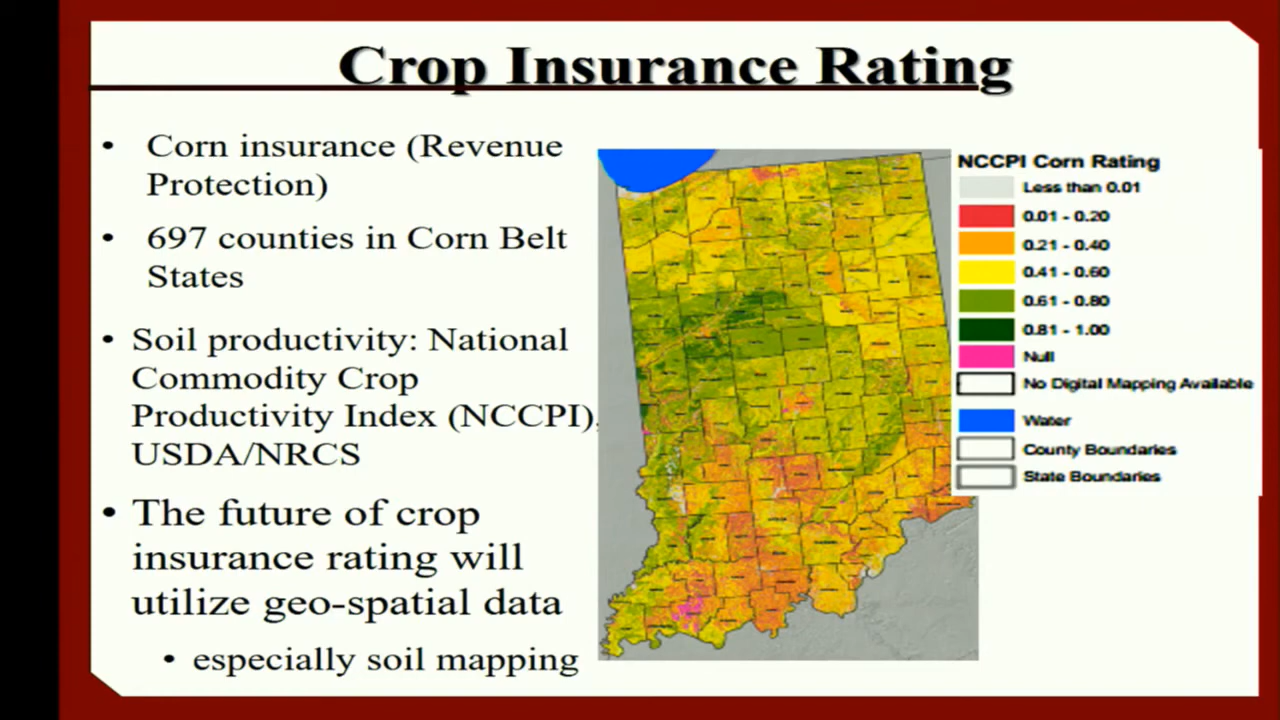 Crop Insurance Rating
• Corn insurance (Revenue
Protection)
• 697 counties in Corn Belt
States
• Soil productivity: National
Commodity Crop
Productivity Index (NCCPI),
USDA/NRCS
• The future of crop
insurance rating will
utilize geo-spatial data
• especially soil mapping
NCCPI Corn Rating
Less than 0.01
0.01 - 0.20
0.21 - 0.40
0.41 - 0.60
0.61 - 0.80
0.81 - 1.00
Null
No Digital Mapping Available
Water
County Boundaries
State Boundaries